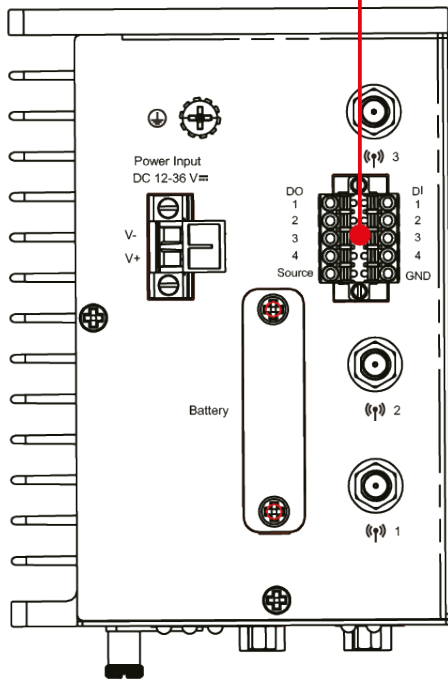 3
Power Input
DC 12-36 V
V-
V+
DO
1
2
3
4
Source
DI
1
2
3
4
GND
Battery
2
1